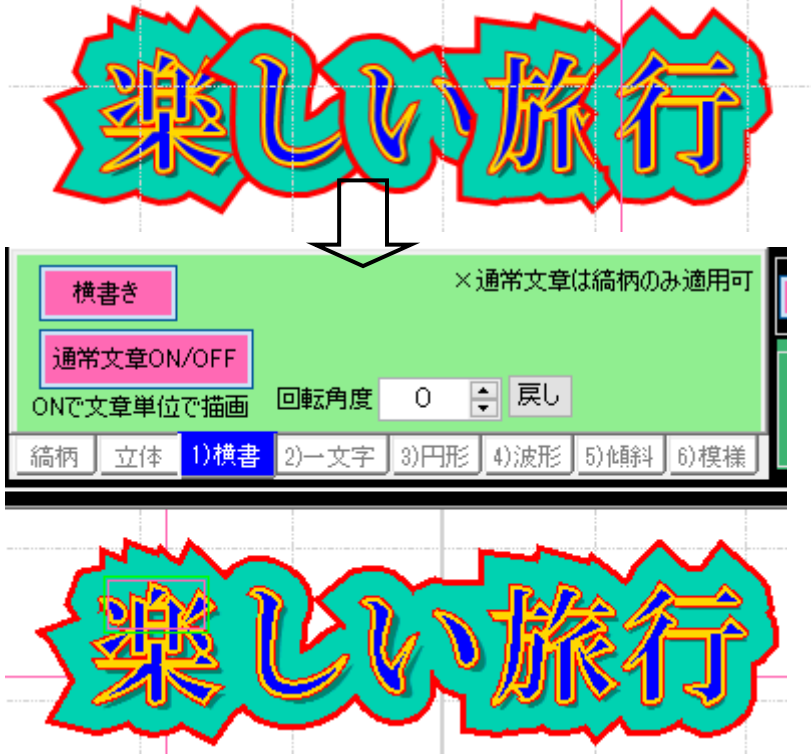 楽しい旅行
横書き
×通常文章は縞柄のみ適用可
通常文章ON/OFF
ONで文章単位で描画
回転角度 0 戻し
縞柄 立体 1)横書 2)一文字 3)円形 4)波形 5)傾斜 6)模様
楽しい旅行